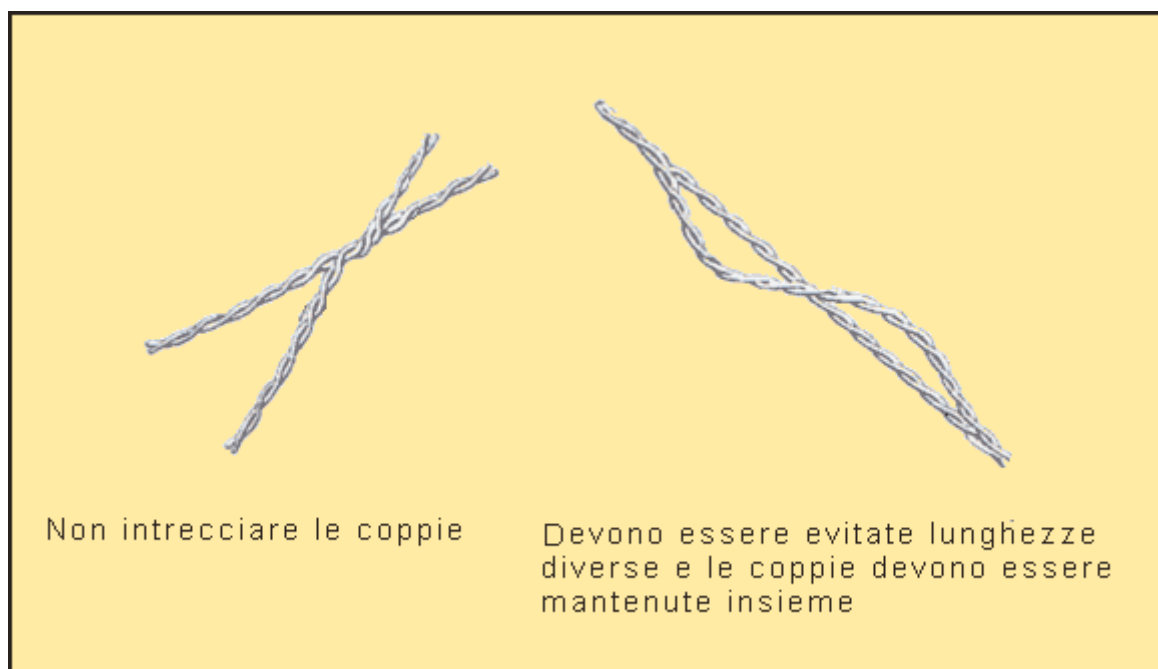 Non intrecciare le coppie
Devono essere evitate lunghezze
diverse e le coppie devono essere
mantenute insieme